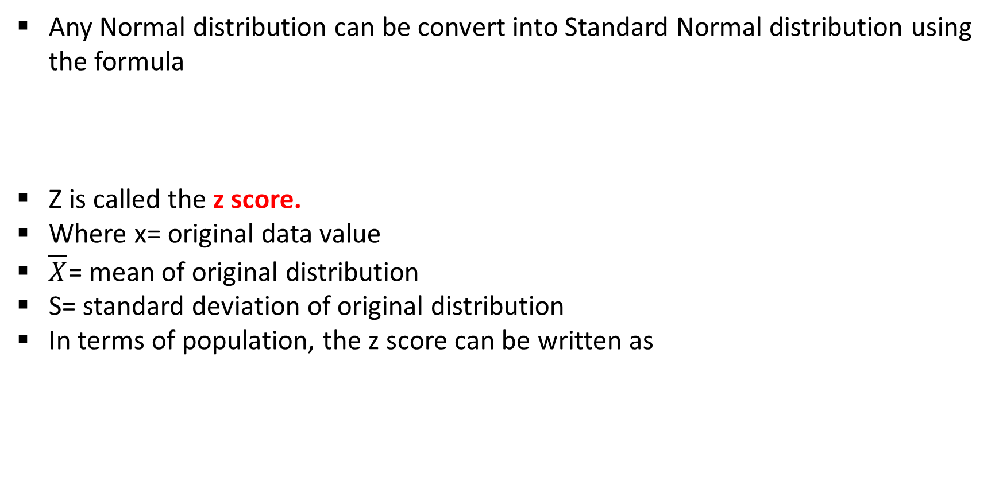 ▪ Any Normal distribution can be convert into Standard Normal distribution using
the formula
▪ Z is called the z score.
▪ Where x= original data value
▪ X̅= mean of original distribution
▪ S= standard deviation of original distribution
▪ In terms of population, the z score can be written as